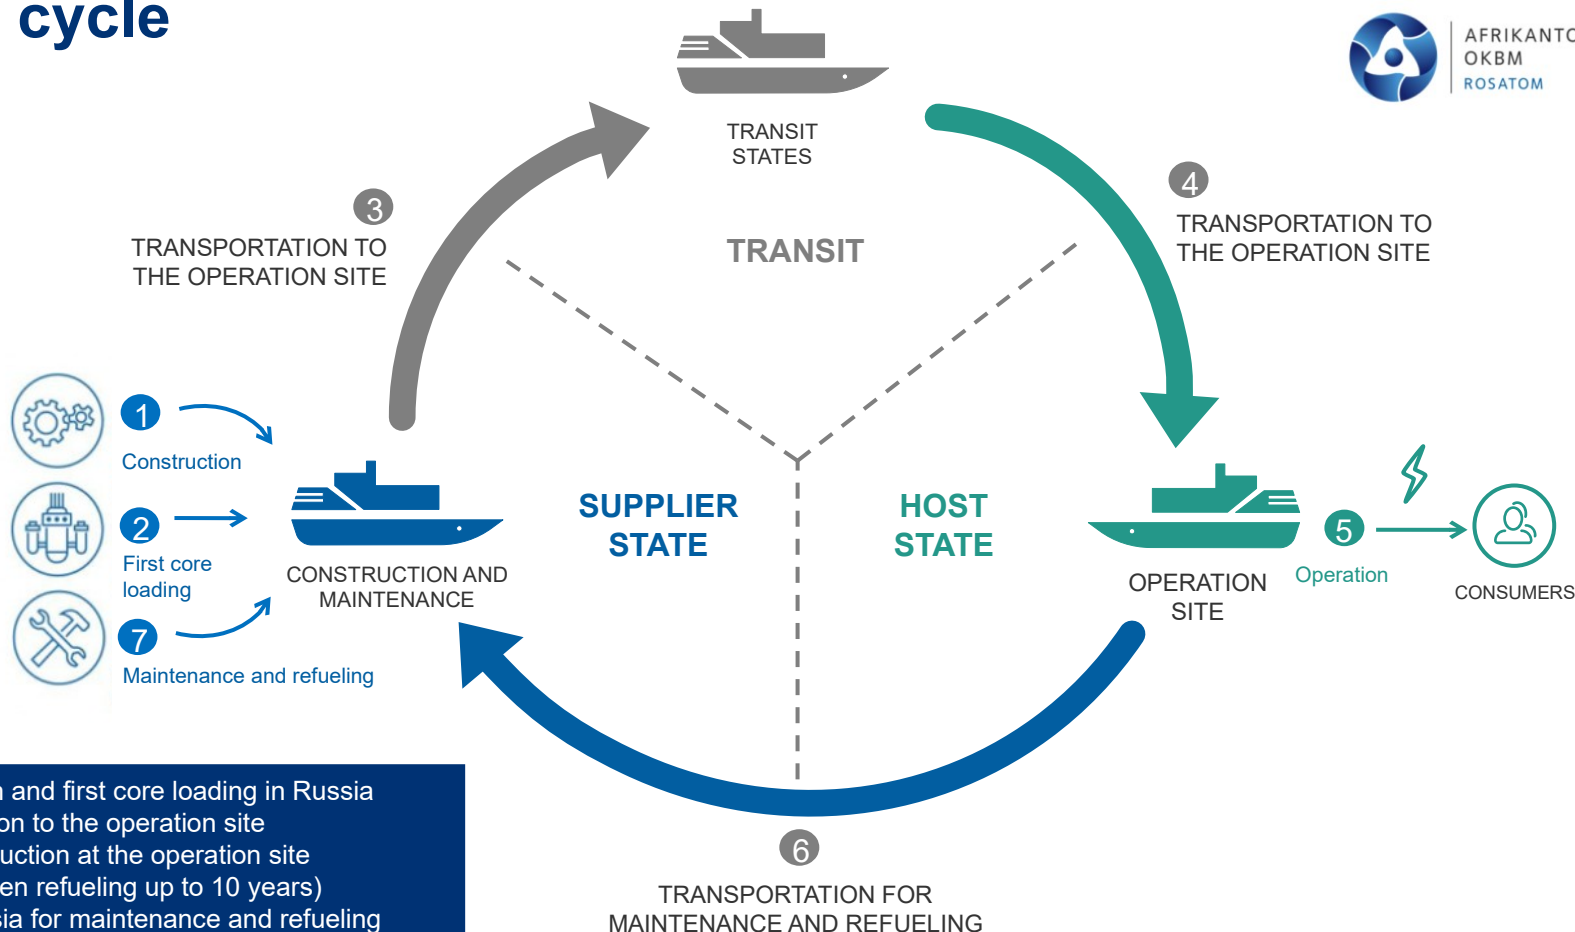 cycle
AFRIKANTO
OKBM
ROSATOM
TRANSIT
STATES
3
TRANSPORTATION TO
THE OPERATION SITE
4
TRANSPORTATION TO
THE OPERATION SITE
TRANSIT
1
Construction
2
First core
loading
7
Maintenance and refueling
CONSTRUCTION AND
MAINTENANCE
SUPPLIER
STATE
HOST
STATE
OPERATION
SITE
5
Operation
CONSUMERS
6
TRANSPORTATION FOR
MAINTENANCE AND REFUELING
n and first core loading in Russia
on to the operation site
uction at the operation site
en refueling up to 10 years)
sia for maintenance and refueling